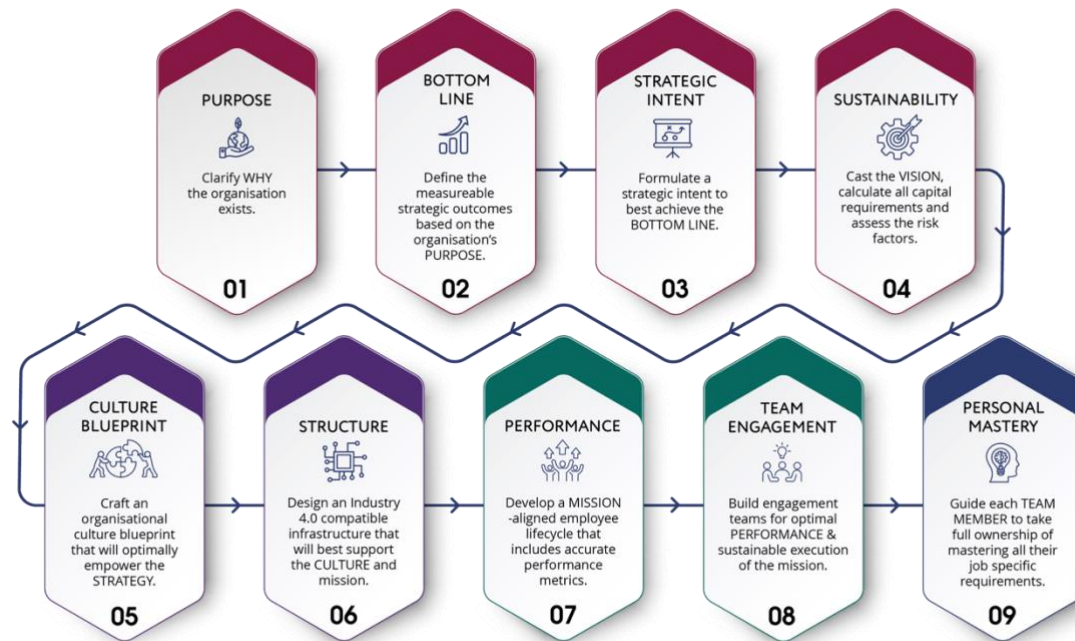 PURPOSE
Clarify WHY
the organisation
exists.
01
BOTTOM
LINE
Define the
measureable
strategic outcomes
based on the
organisation's
PURPOSE.
02
STRATEGIC
INTENT
Formulate a
strategic intent to
best achieve the
BOTTOM LINE.
03
SUSTAINABILITY
Cast the VISION,
calculate all capital
requirements and
assess the risk
factors.
04
CULTURE
BLUEPRINT
Craft an
organisational
culture blueprint
that will optimally
empower the
STRATEGY.
05
STRUCTURE
Design an Industry
4.0 compatible
infrastructure that
will best support
the CULTURE and
mission.
06
PERFORMANCE
Develop a MISSION
-aligned employee
lifecycle that
includes accurate
performance
metrics.
07
TEAM
ENGAGEMENT
Build engagement
teams for optimal
PERFORMANCE &
sustainable execution
of the mission.
08
PERSONAL
MASTERY
Guide each TEAM
MEMBER to take
full ownership of
mastering all their
job specific
requirements.
09